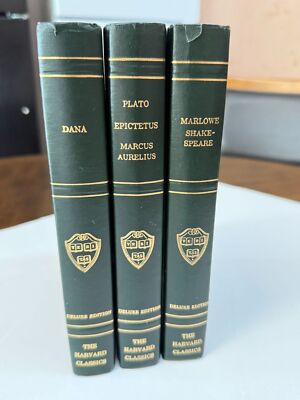 DANA
DELUXE EDITION
THE
HARVARD
CLASSICS
PLATO
EPICTETUS
MARCUS
AURELIUS
DELUXE EDITION
THE
HARVARD
CLASSICS
MARLOWE
SHAKE-
SPEARE
DELUXE EDITION
THE
HARVARD
CLASSICS